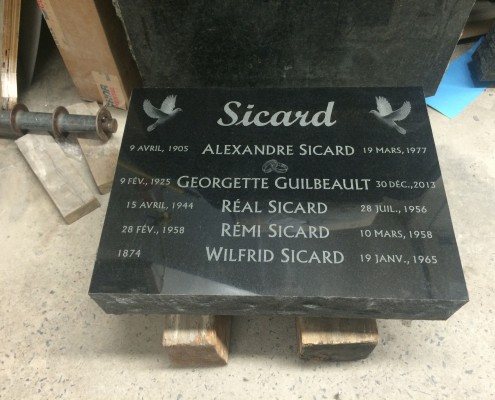 Sicard
9 AVRIL, 1905 ALEXANDRE SICARD 19 MARS, 1977
9 FÉV., 1925 GEORGETTE GUILBEAULT 30 DÉC., 2013
15 AVRIL, 1944 RÉAL SICARD 28 JUIL., 1956
28 FÉV., 1958 RÉMI SICARD 10 MARS, 1958
1874 WILFRID SICARD 19 JANV., 1965